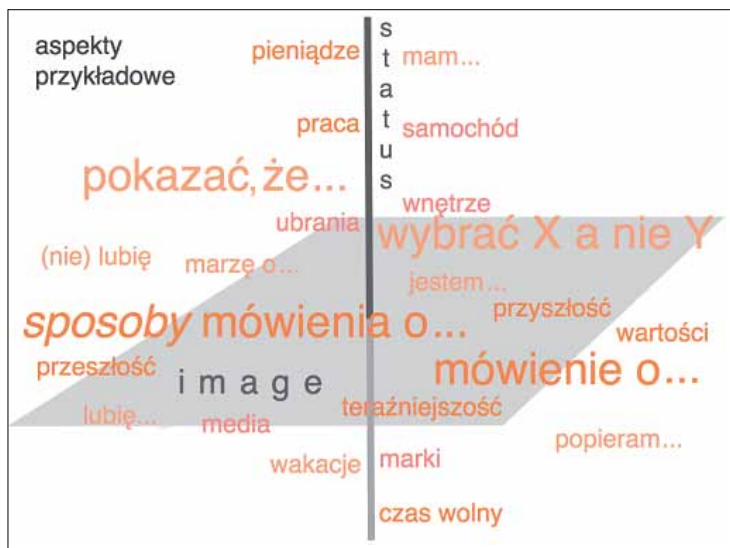 aspekty
przykładowe
pieniądze
status
mam...
praca
samochód
pokazać, że...
wnętrze
ubrania
wybrać X a nie Y
(nie) lubię
marzę o...
jestem...
przyszłość
sposoby mówienia o...
wartości
przeszłość
image
mówienie o...
lubię...
media
teraźniejszość
popieram...
wakacje
marki
czas wolny